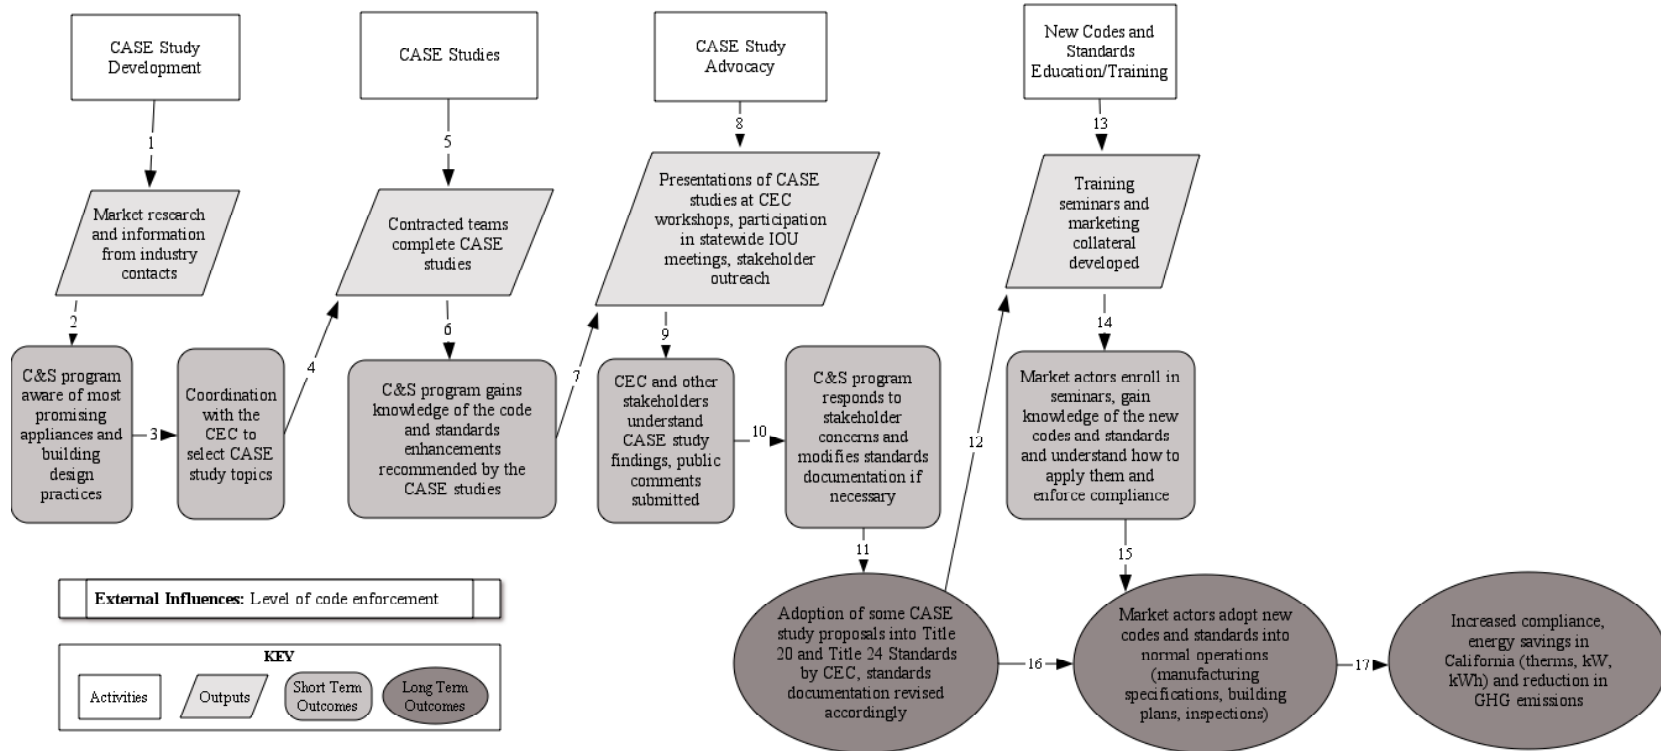 CASE Study
Development
CASE Studies
CASE Study
Advocacy
New Codes and
Standards
Education/Training
1
5
8
13
Market research
and information
from industry
contacts
Contracted teams
complete CASE
studies
Presentations of CASE
studies at CEC
workshops, participation
in statewide IOU
meetings, stakeholder
outreach
Training
seminars and
marketing
collateral
developed
2
4
6
7
9
12
14
C&S program
aware of most
promising
appliances and
building
design
practices
3
Coordination
with the
CEC to
select CASE
study topics
C&S program gains
knowledge of the code
and standards
enhancements
recommended by the
CASE studies
CEC and other
stakeholders
understand
CASE study
findings, public
comments
submitted
10
C&S program
responds to
stakeholder
concerns and
modifies standards
documentation if
necessary
Market actors enroll in
seminars, gain
knowledge of the new
codes and standards
and understand how to
apply them and
enforce compliance
11
15
External Influences: Level of code enforcement
Adoption of some CASE
study proposals into Title
20 and Title 24 Standards
by CEC, standards
documentation revised
accordingly
16
Market actors adopt new
codes and standards into
normal operations
(manufacturing
specifications, building
plans, inspections)
17
Increased compliance,
energy savings in
California (therms, kW,
kWh) and reduction in
GHG emissions
KEY
Activities
Outputs
Short Term
Outcomes
Long Term
Outcomes